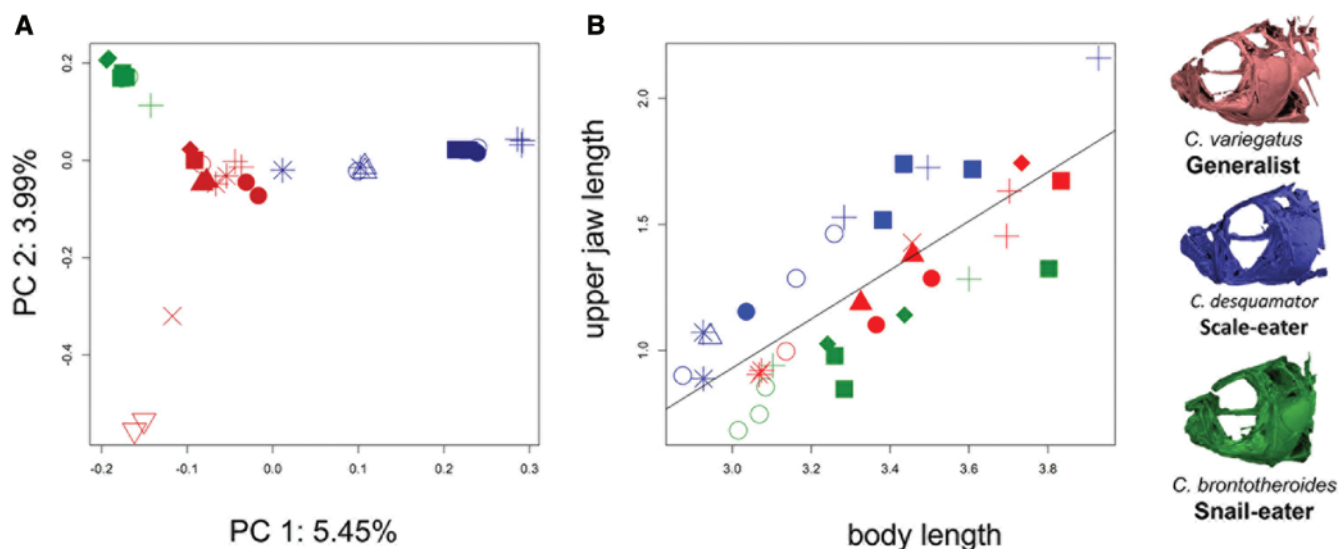 A
0.2
0.0
-0.2
-0.4
PC 2: 3.99%
-0.2 -0.1 0.0 0.1 0.2 0.3
PC 1: 5.45%
B
2.0
1.5
1.0
upper jaw length
3.0 3.2 3.4 3.6 3.8
body length
C. variegatus
Generalist
C. desquamator
Scale-eater
C. brontotheroides
Snail-eater